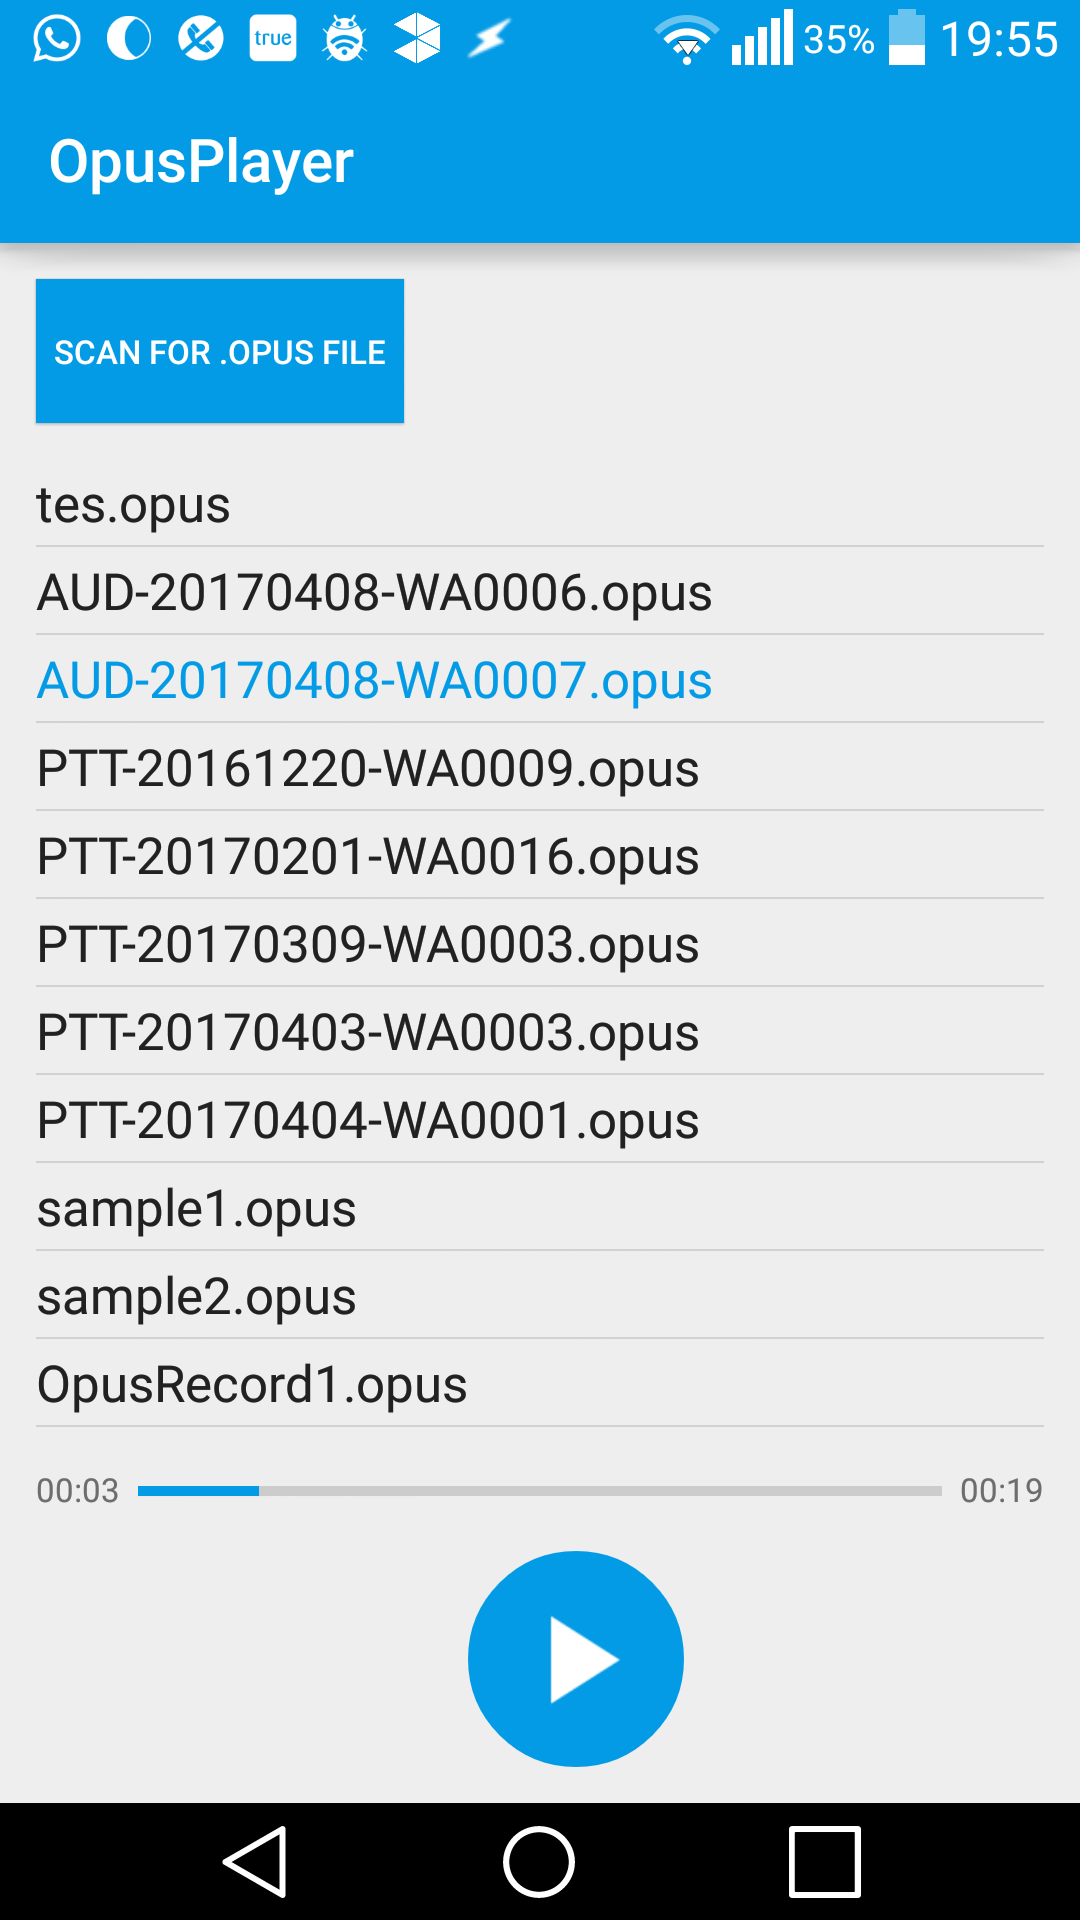 true 35% 19:55
OpusPlayer
SCAN FOR .OPUS FILE
tes.opus
AUD-20170408-WA0006.opus
AUD-20170408-WA0007.opus
PTT-20161220-WA0009.opus
PTT-20170201-WA0016.opus
PTT-20170309-WA0003.opus
PTT-20170403-WA0003.opus
PTT-20170404-WA0001.opus
sample1.opus
sample2.opus
OpusRecord1.opus
00:03 00:19